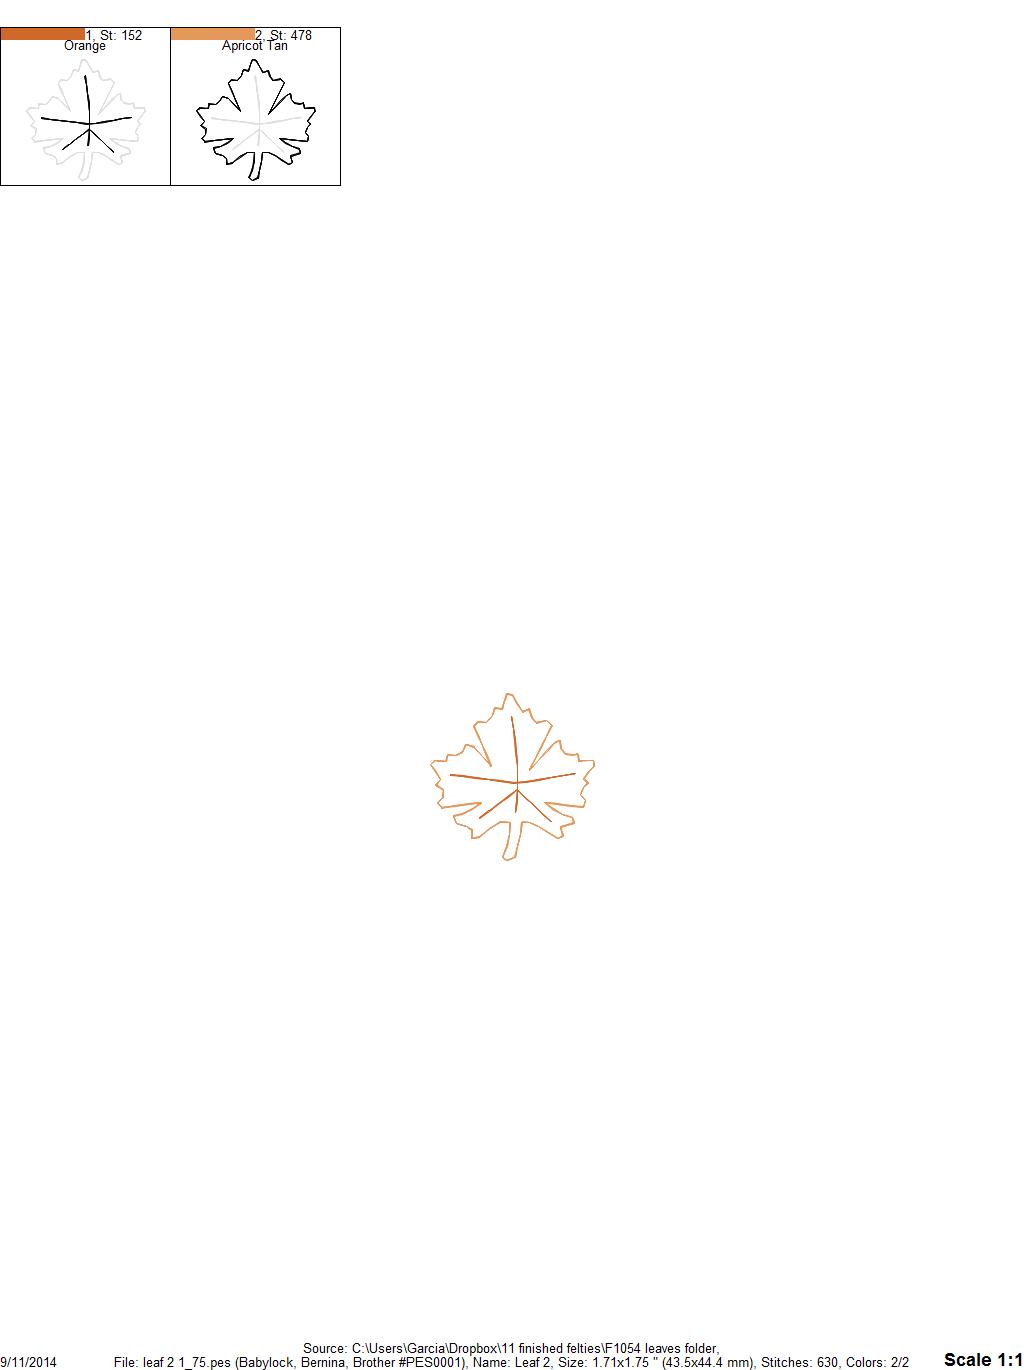 1, St: 152
Orange
2, St: 478
Apricot Tan
Source: C:\Users\Garcia\Dropbox\11 finished felties\F1054 leaves folder,
9/11/2014 File: leaf 2 1_75.pes (Babylock, Bernina, Brother #PES0001), Name: Leaf 2, Size: 1.71x1.75 " (43.5x44.4 mm), Stitches: 630, Colors: 2/2 Scale 1:1